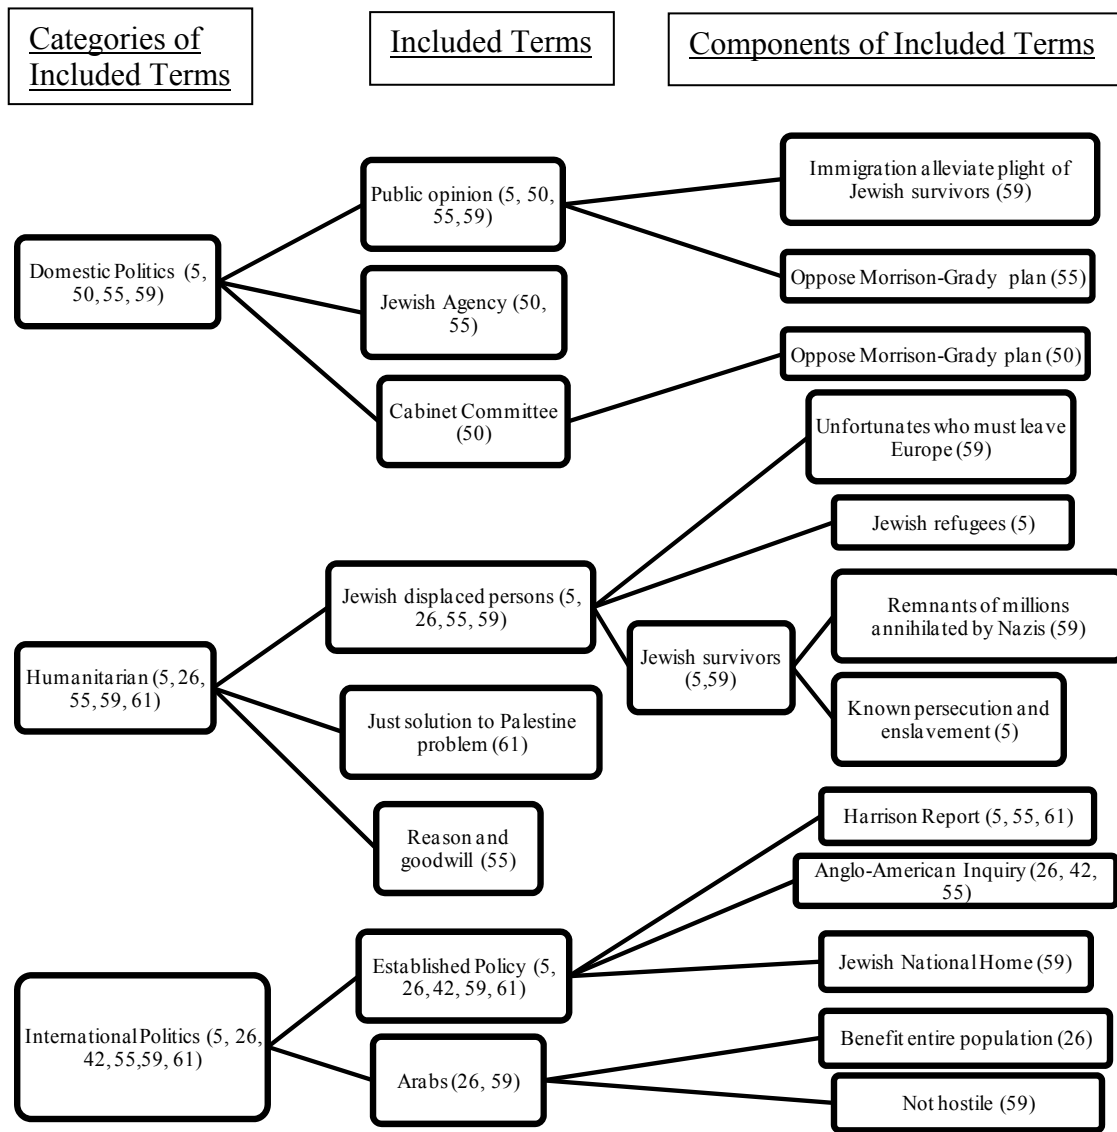 Categories of
Included Terms
Included Terms
Components of Included Terms
Domestic Politics (5,
50, 55, 59)
Public opinion (5, 50,
55, 59)
Immigration alleviate plight of
Jewish survivors (59)
Oppose Morrison-Grady plan (55)
Jewish Agency (50,
55)
Cabinet Committee
(50)
Oppose Morrison-Grady plan (50)
Humanitarian (5, 26,
55, 59, 61)
Jewish displaced persons (5,
26, 55, 59)
Unfortunates who must leave
Europe (59)
Jewish refugees (5)
Jewish survivors
(5,59)
Remnants of millions
annihilated by Nazis (59)
Known persecution and
enslavement (5)
Just solution to Palestine
problem (61)
Reason and
goodwill (55)
International Politics (5, 26,
42, 55,59, 61)
Established Policy (5,
26, 42, 59, 61)
Harrison Report (5, 55, 61)
Anglo-American Inquiry (26, 42,
55)
Jewish National Home (59)
Arabs (26, 59)
Benefit entire population (26)
Not hostile (59)